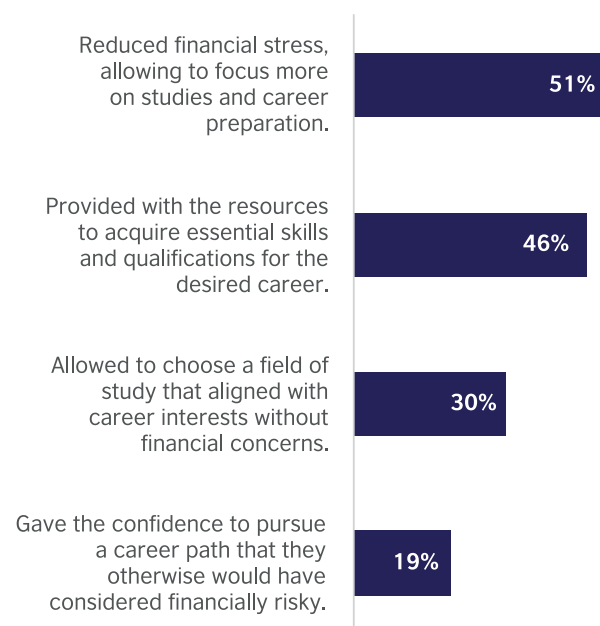 Reduced financial stress,
allowing to focus more
on studies and career
preparation.
51%
Provided with the resources
to acquire essential skills
and qualifications for the
desired career.
46%
Allowed to choose a field of
study that aligned with
career interests without
financial concerns.
30%
Gave the confidence to pursue
a career path that they
otherwise would have
considered financially risky.
19%